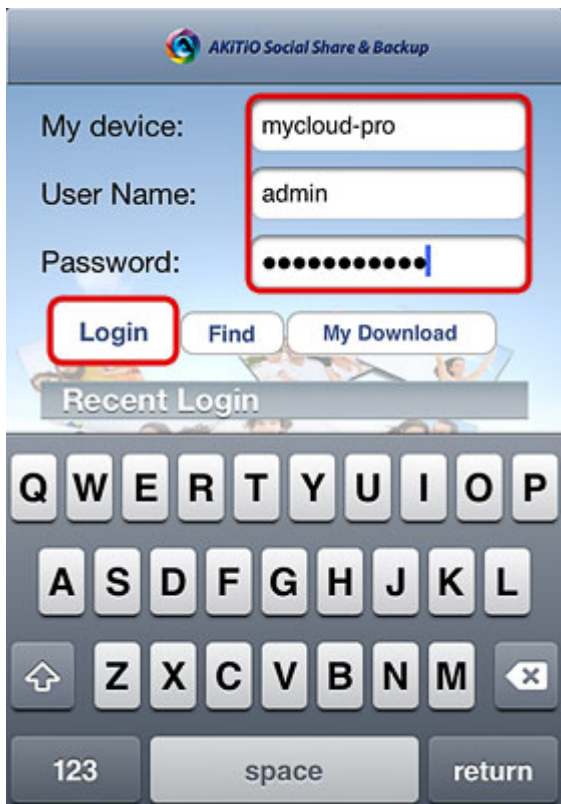 AKiTiO Social Share & Backup
My device: mycloud-pro
User Name: admin
Password: ●●●●●●●●●●●
Login Find My Download
Recent Login
Q W E R T Y U I O P
A S D F G H J K L
Z X C V B N M
123 space return